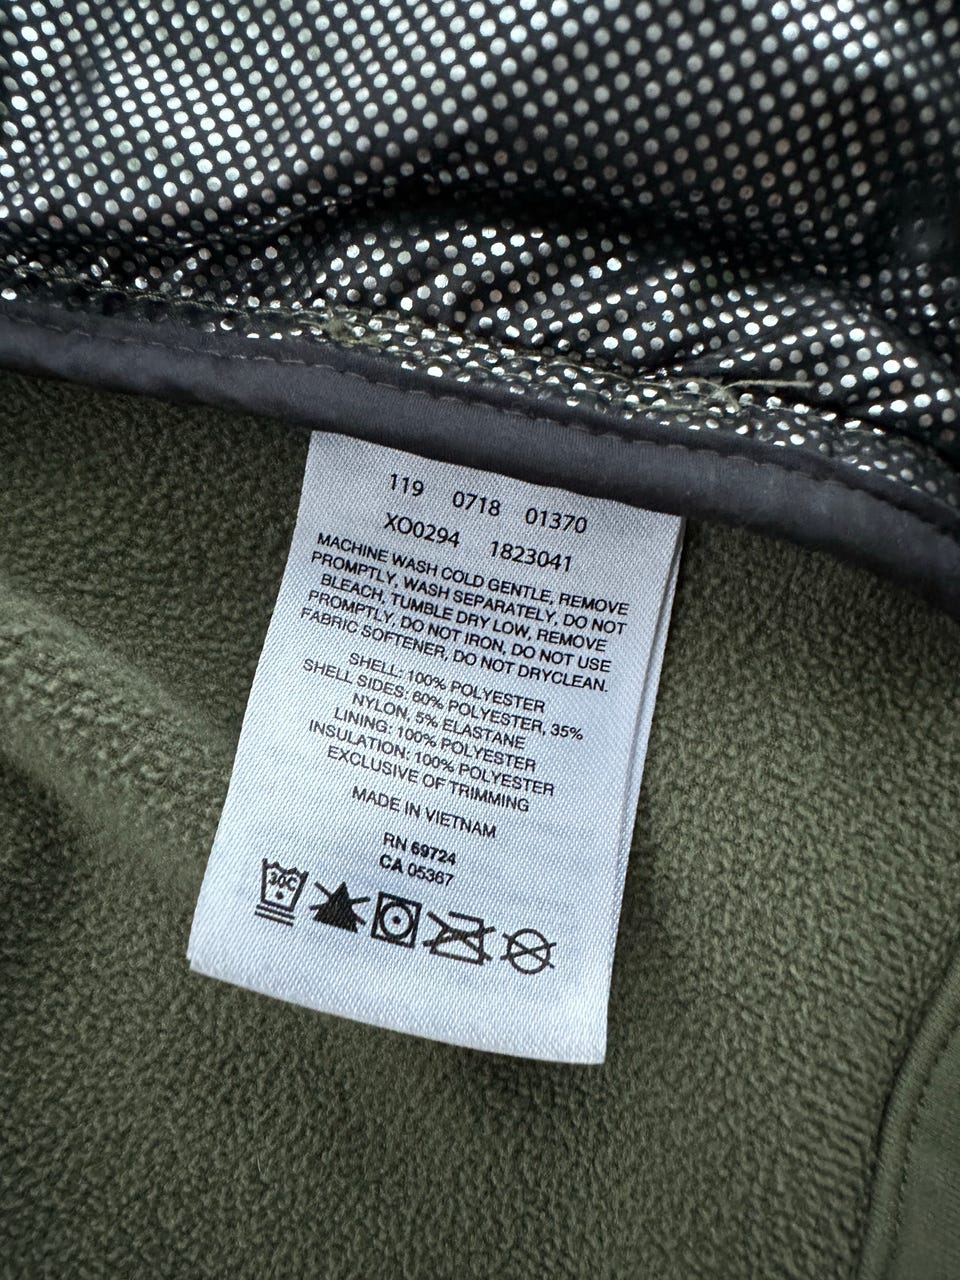 119 0718 01370
XO0294 1823041
MACHINE WASH COLD GENTLE, REMOVE
PROMPTLY, WASH SEPARATELY, DO NOT
BLEACH, TUMBLE DRY LOW, REMOVE
PROMPTLY, DO NOT IRON, DO NOT USE
FABRIC SOFTENER, DO NOT DRYCLEAN.
SHELL: 100% POLYESTER
SHELL SIDES: 60% POLYESTER, 35%
NYLON, 5% ELASTANE
LINING: 100% POLYESTER
INSULATION: 100% POLYESTER
EXCLUSIVE OF TRIMMING
MADE IN VIETNAM
RN 69724
CA 05367
30C